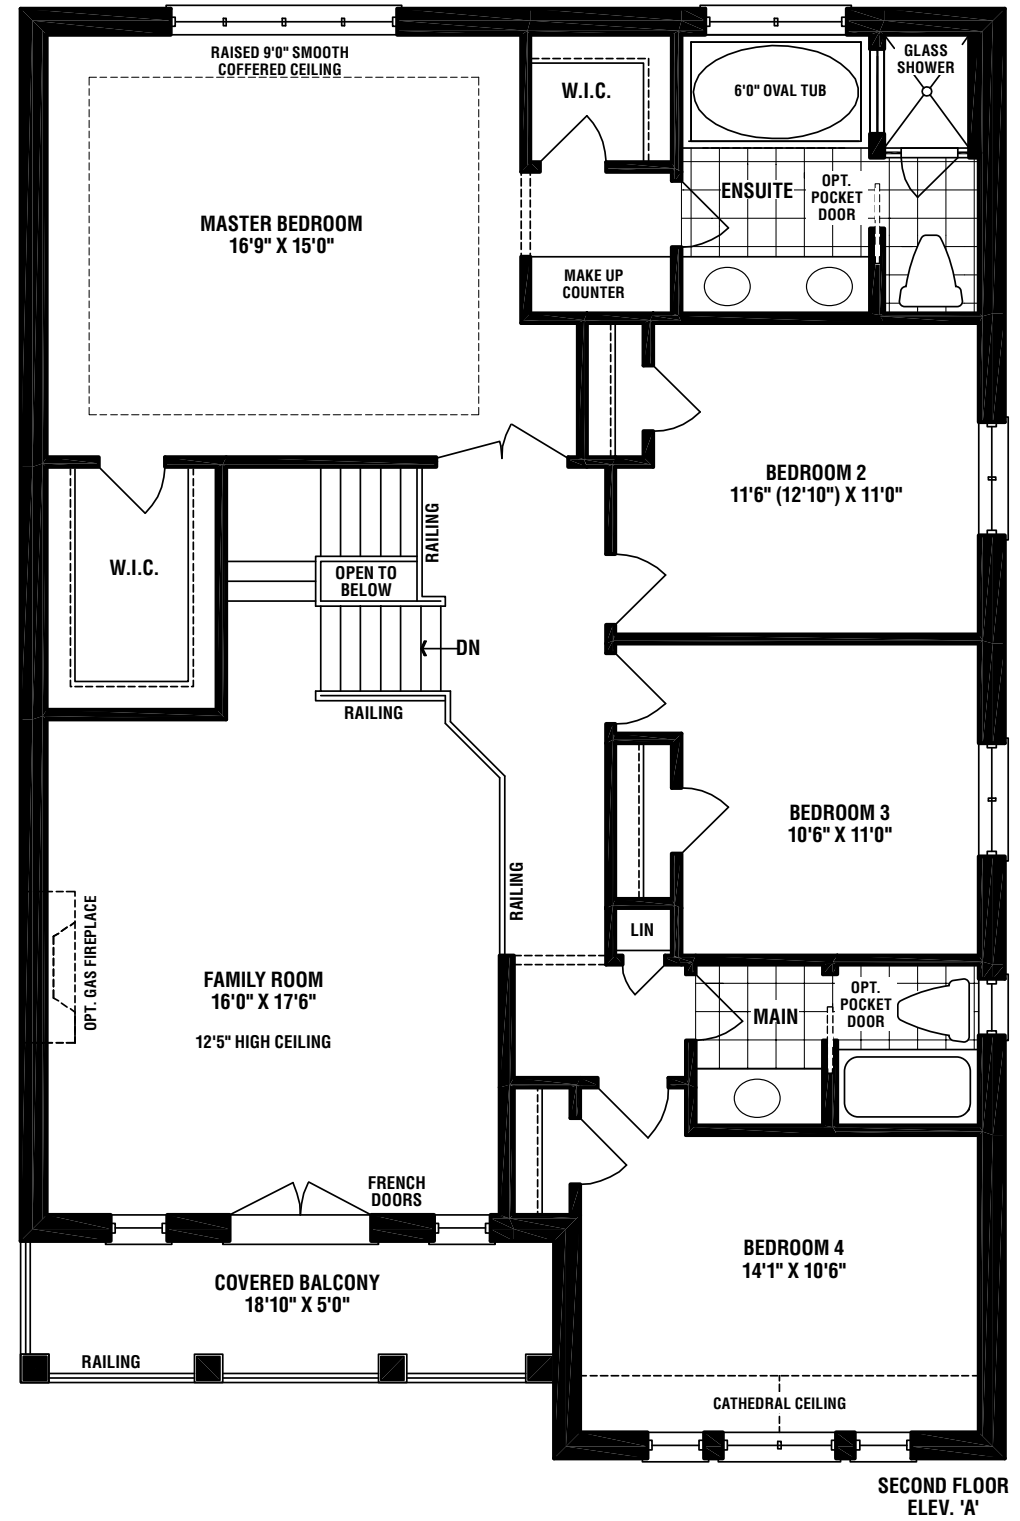 RAISED 9'0" SMOOTH
COFFERED CEILING
W.I.C.
6'0" OVAL TUB
GLASS
SHOWER
MASTER BEDROOM
16'9" X 15'0"
ENSUITE
OPT.
POCKET
DOOR
MAKE UP
COUNTER
BEDROOM 2
11'6" (12'10") X 11'0"
W.I.C.
RAILING
OPEN TO
BELOW
DN
RAILING
BEDROOM 3
10'6" X 11'0"
RAILING
OPT. GAS FIREPLACE
LIN
FAMILY ROOM
16'0" X 17'6"
12'5" HIGH CEILING
MAIN
OPT.
POCKET
DOOR
FRENCH
DOORS
BEDROOM 4
14'1" X 10'6"
COVERED BALCONY
18'10" X 5'0"
RAILING
CATHEDRAL CEILING
SECOND FLOOR
ELEV. 'A'